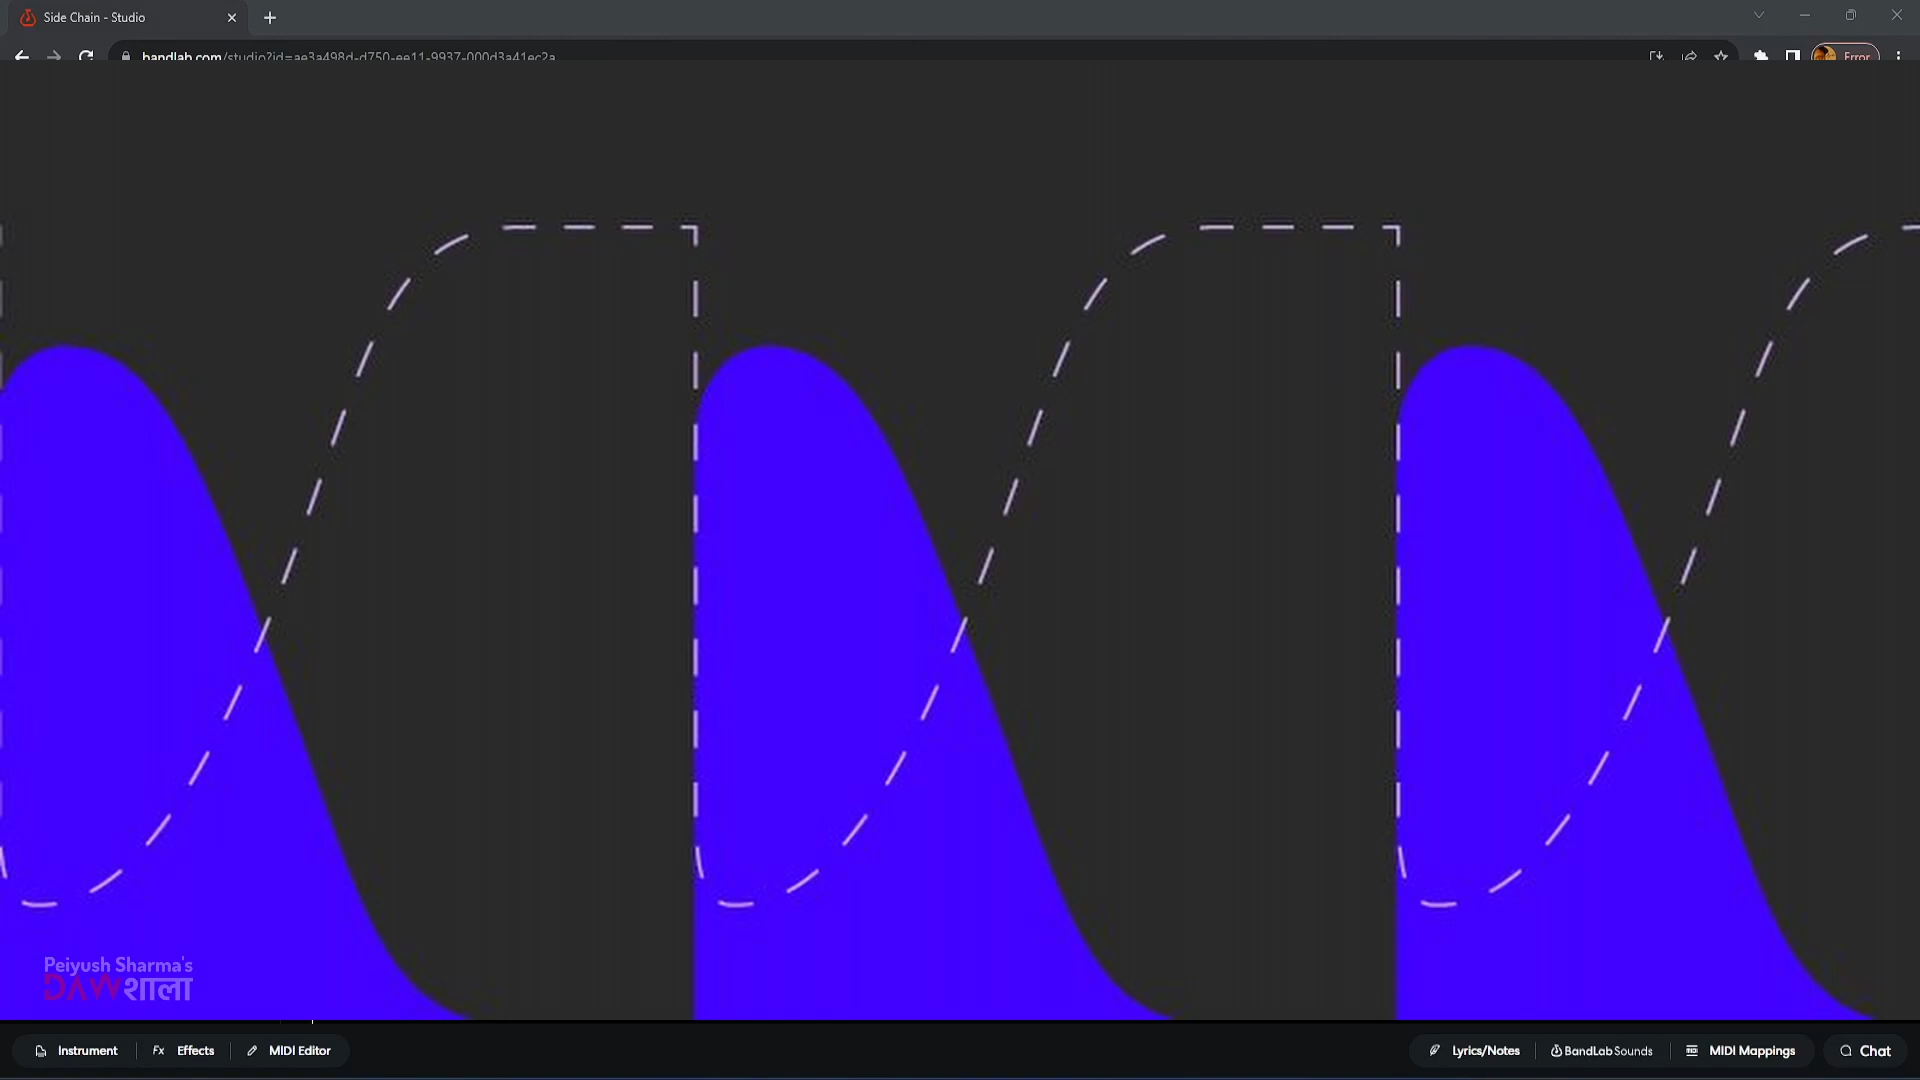 Side Chain - Studio
bandlab.com/studio?id=ae3a498d-d750-ee11-9937-000d3a41ec2a
Error
Peiyush Sharma's
DAWशाला
Instrument
Fx Effects
MIDI Editor
Lyrics/Notes
BandLab Sounds
MIDI Mappings
Chat